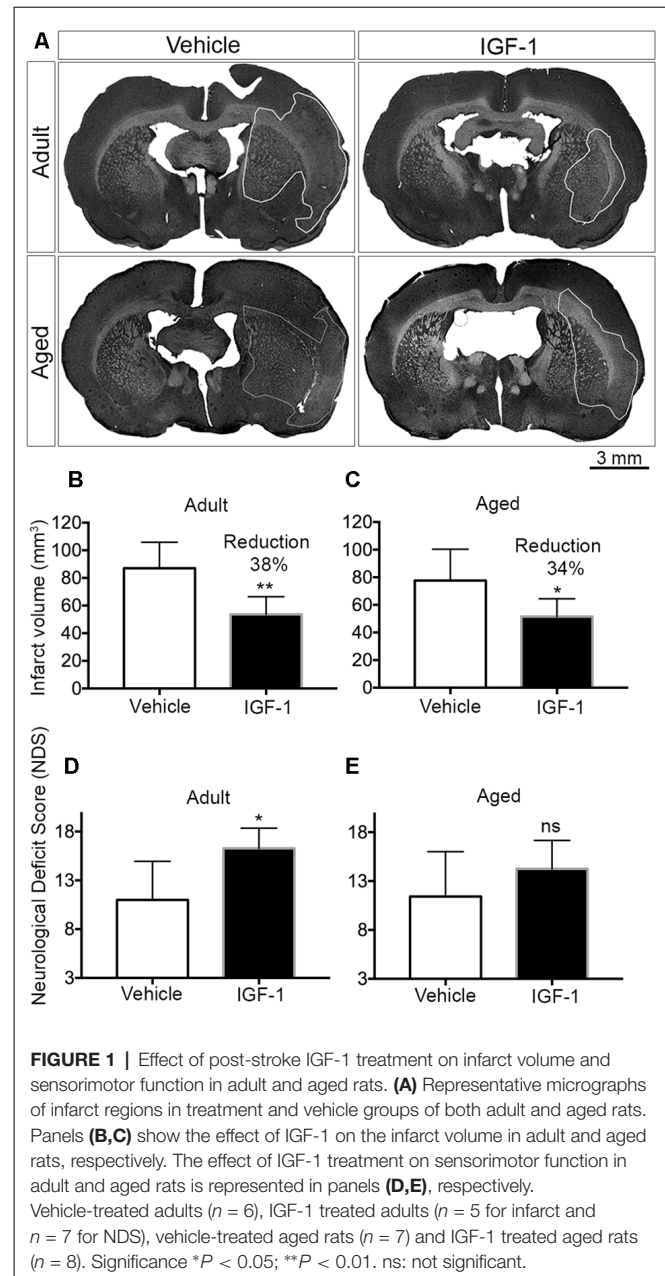 A
Vehicle
IGF-1
Adult
Aged
3 mm
B
C
Adult
Aged
Infarct volume (mm³)
120
100
80
60
40
20
0
Reduction
38%
**
Vehicle
IGF-1
120
100
80
60
40
20
0
Reduction
34%
*
Vehicle
IGF-1
D
E
Adult
Aged
Neurological Deficit Score (NDS)
18
13
8
3
*
Vehicle
IGF-1
18
13
8
3
ns
Vehicle
IGF-1
FIGURE 1 | Effect of post-stroke IGF-1 treatment on infarct volume and
sensorimotor function in adult and aged rats. (A) Representative micrographs
of infarct regions in treatment and vehicle groups of both adult and aged rats.
Panels (B,C) show the effect of IGF-1 on the infarct volume in adult and aged
rats, respectively. The effect of IGF-1 treatment on sensorimotor function in
adult and aged rats is represented in panels (D,E), respectively.
Vehicle-treated adults (n = 6), IGF-1 treated adults (n = 5 for infarct and
n = 7 for NDS), vehicle-treated aged rats (n = 7) and IGF-1 treated aged rats
(n = 8). Significance *P < 0.05; **P < 0.01. ns: not significant.